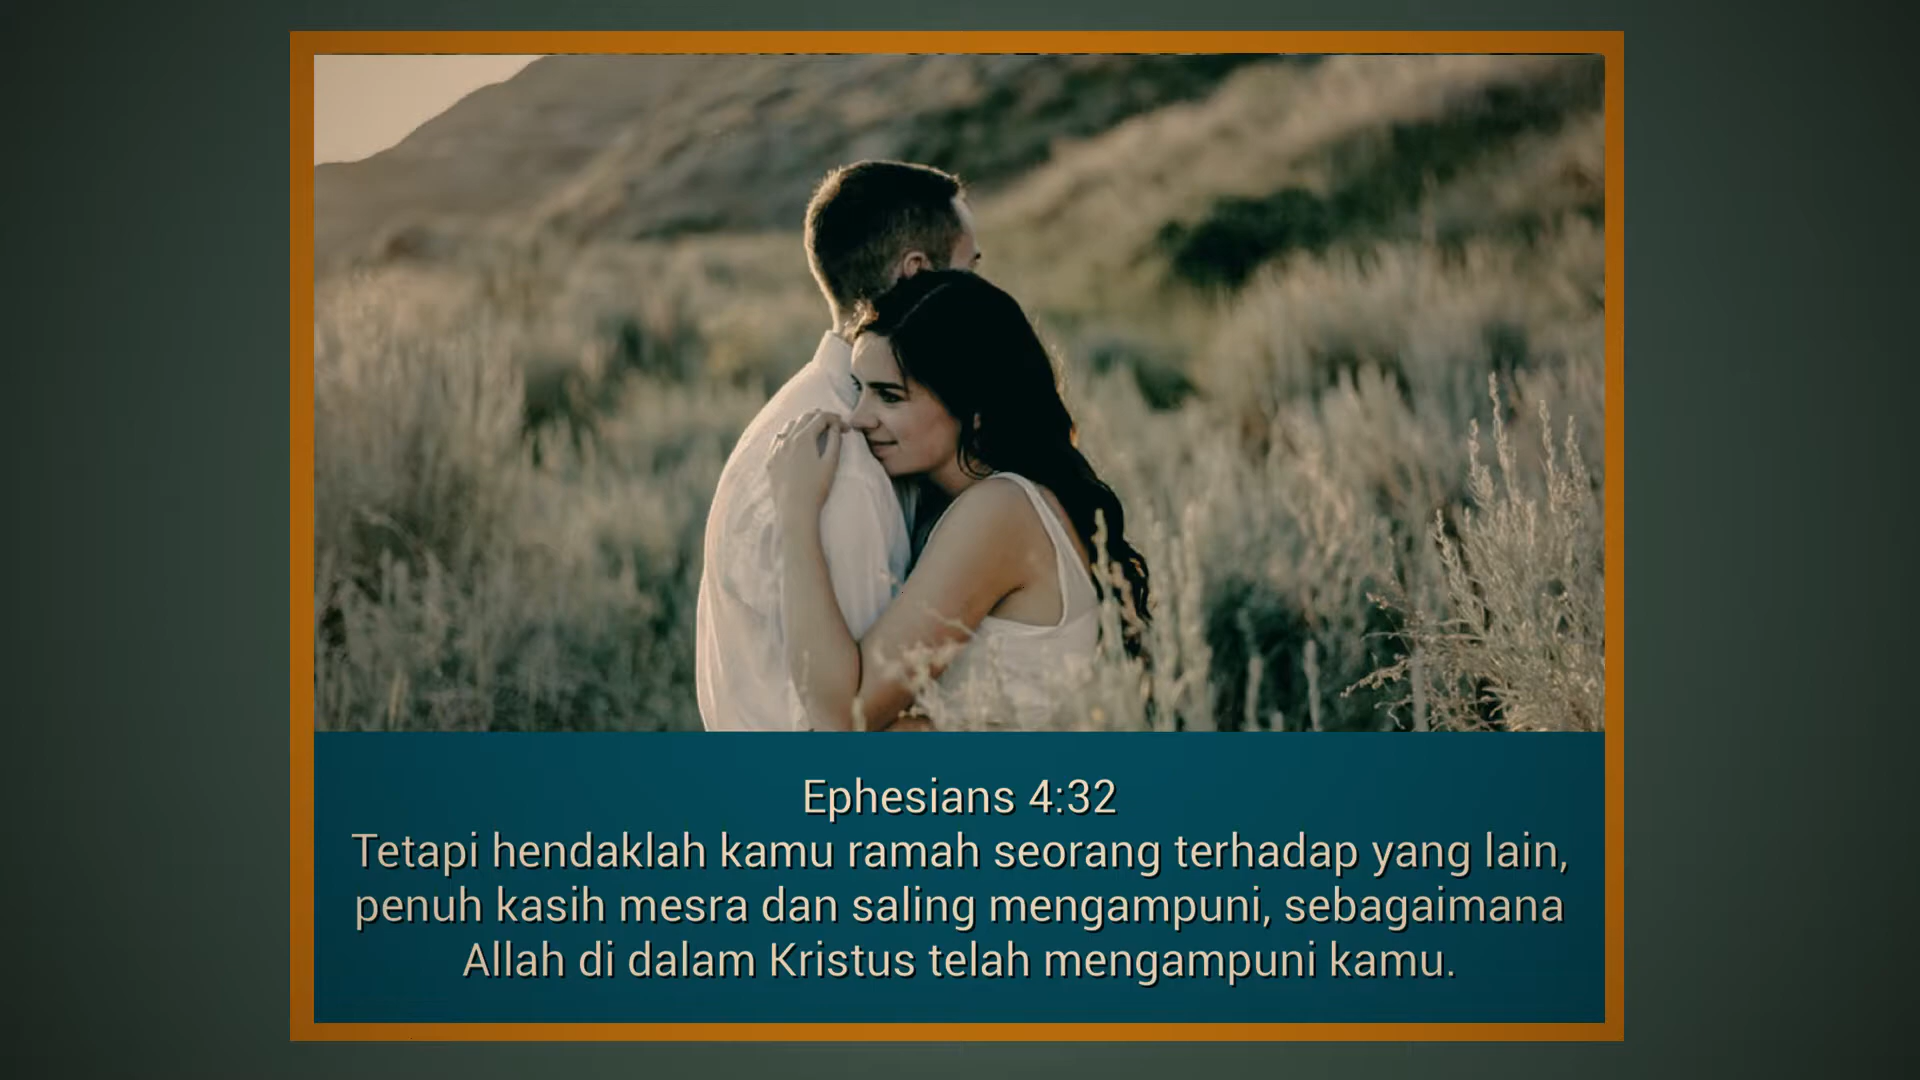 Ephesians 4:32
Tetapi hendaklah kamu ramah seorang terhadap yang lain,
penuh kasih mesra dan saling mengampuni, sebagaimana
Allah di dalam Kristus telah mengampuni kamu.